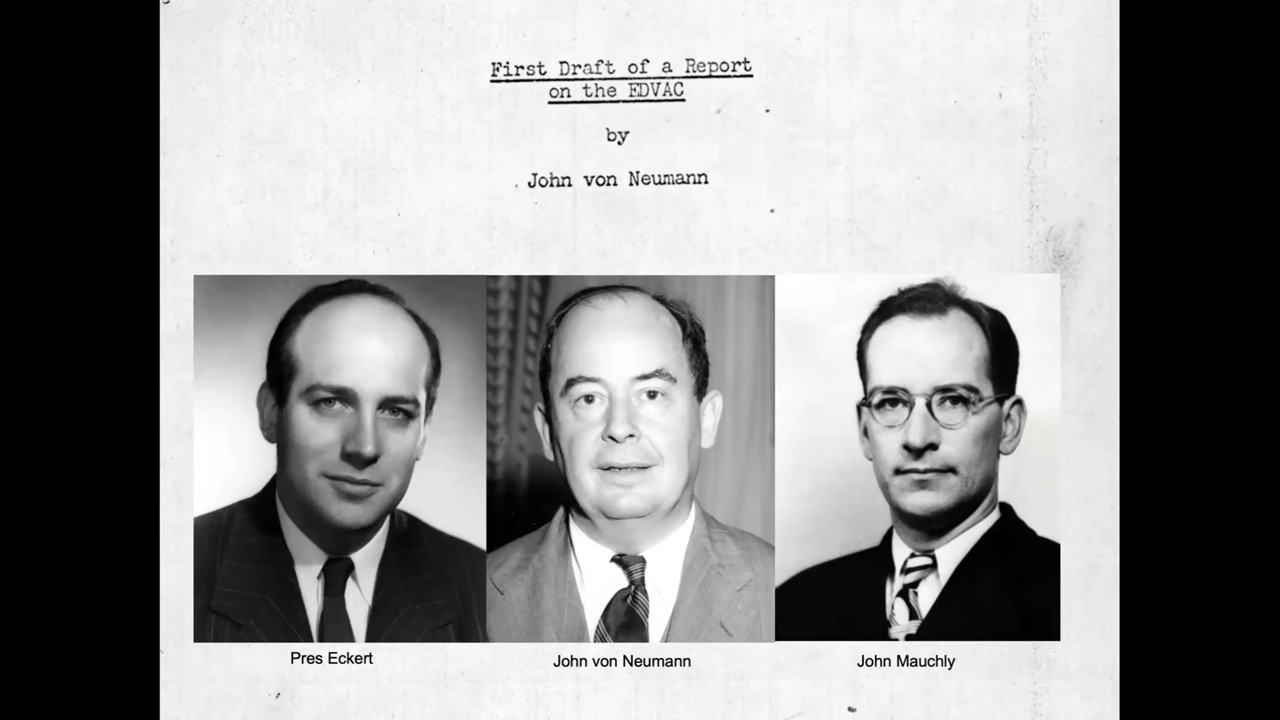 First Draft of a Report
on the EDVAC
by
John von Neumann
Pres Eckert
John von Neumann
John Mauchly